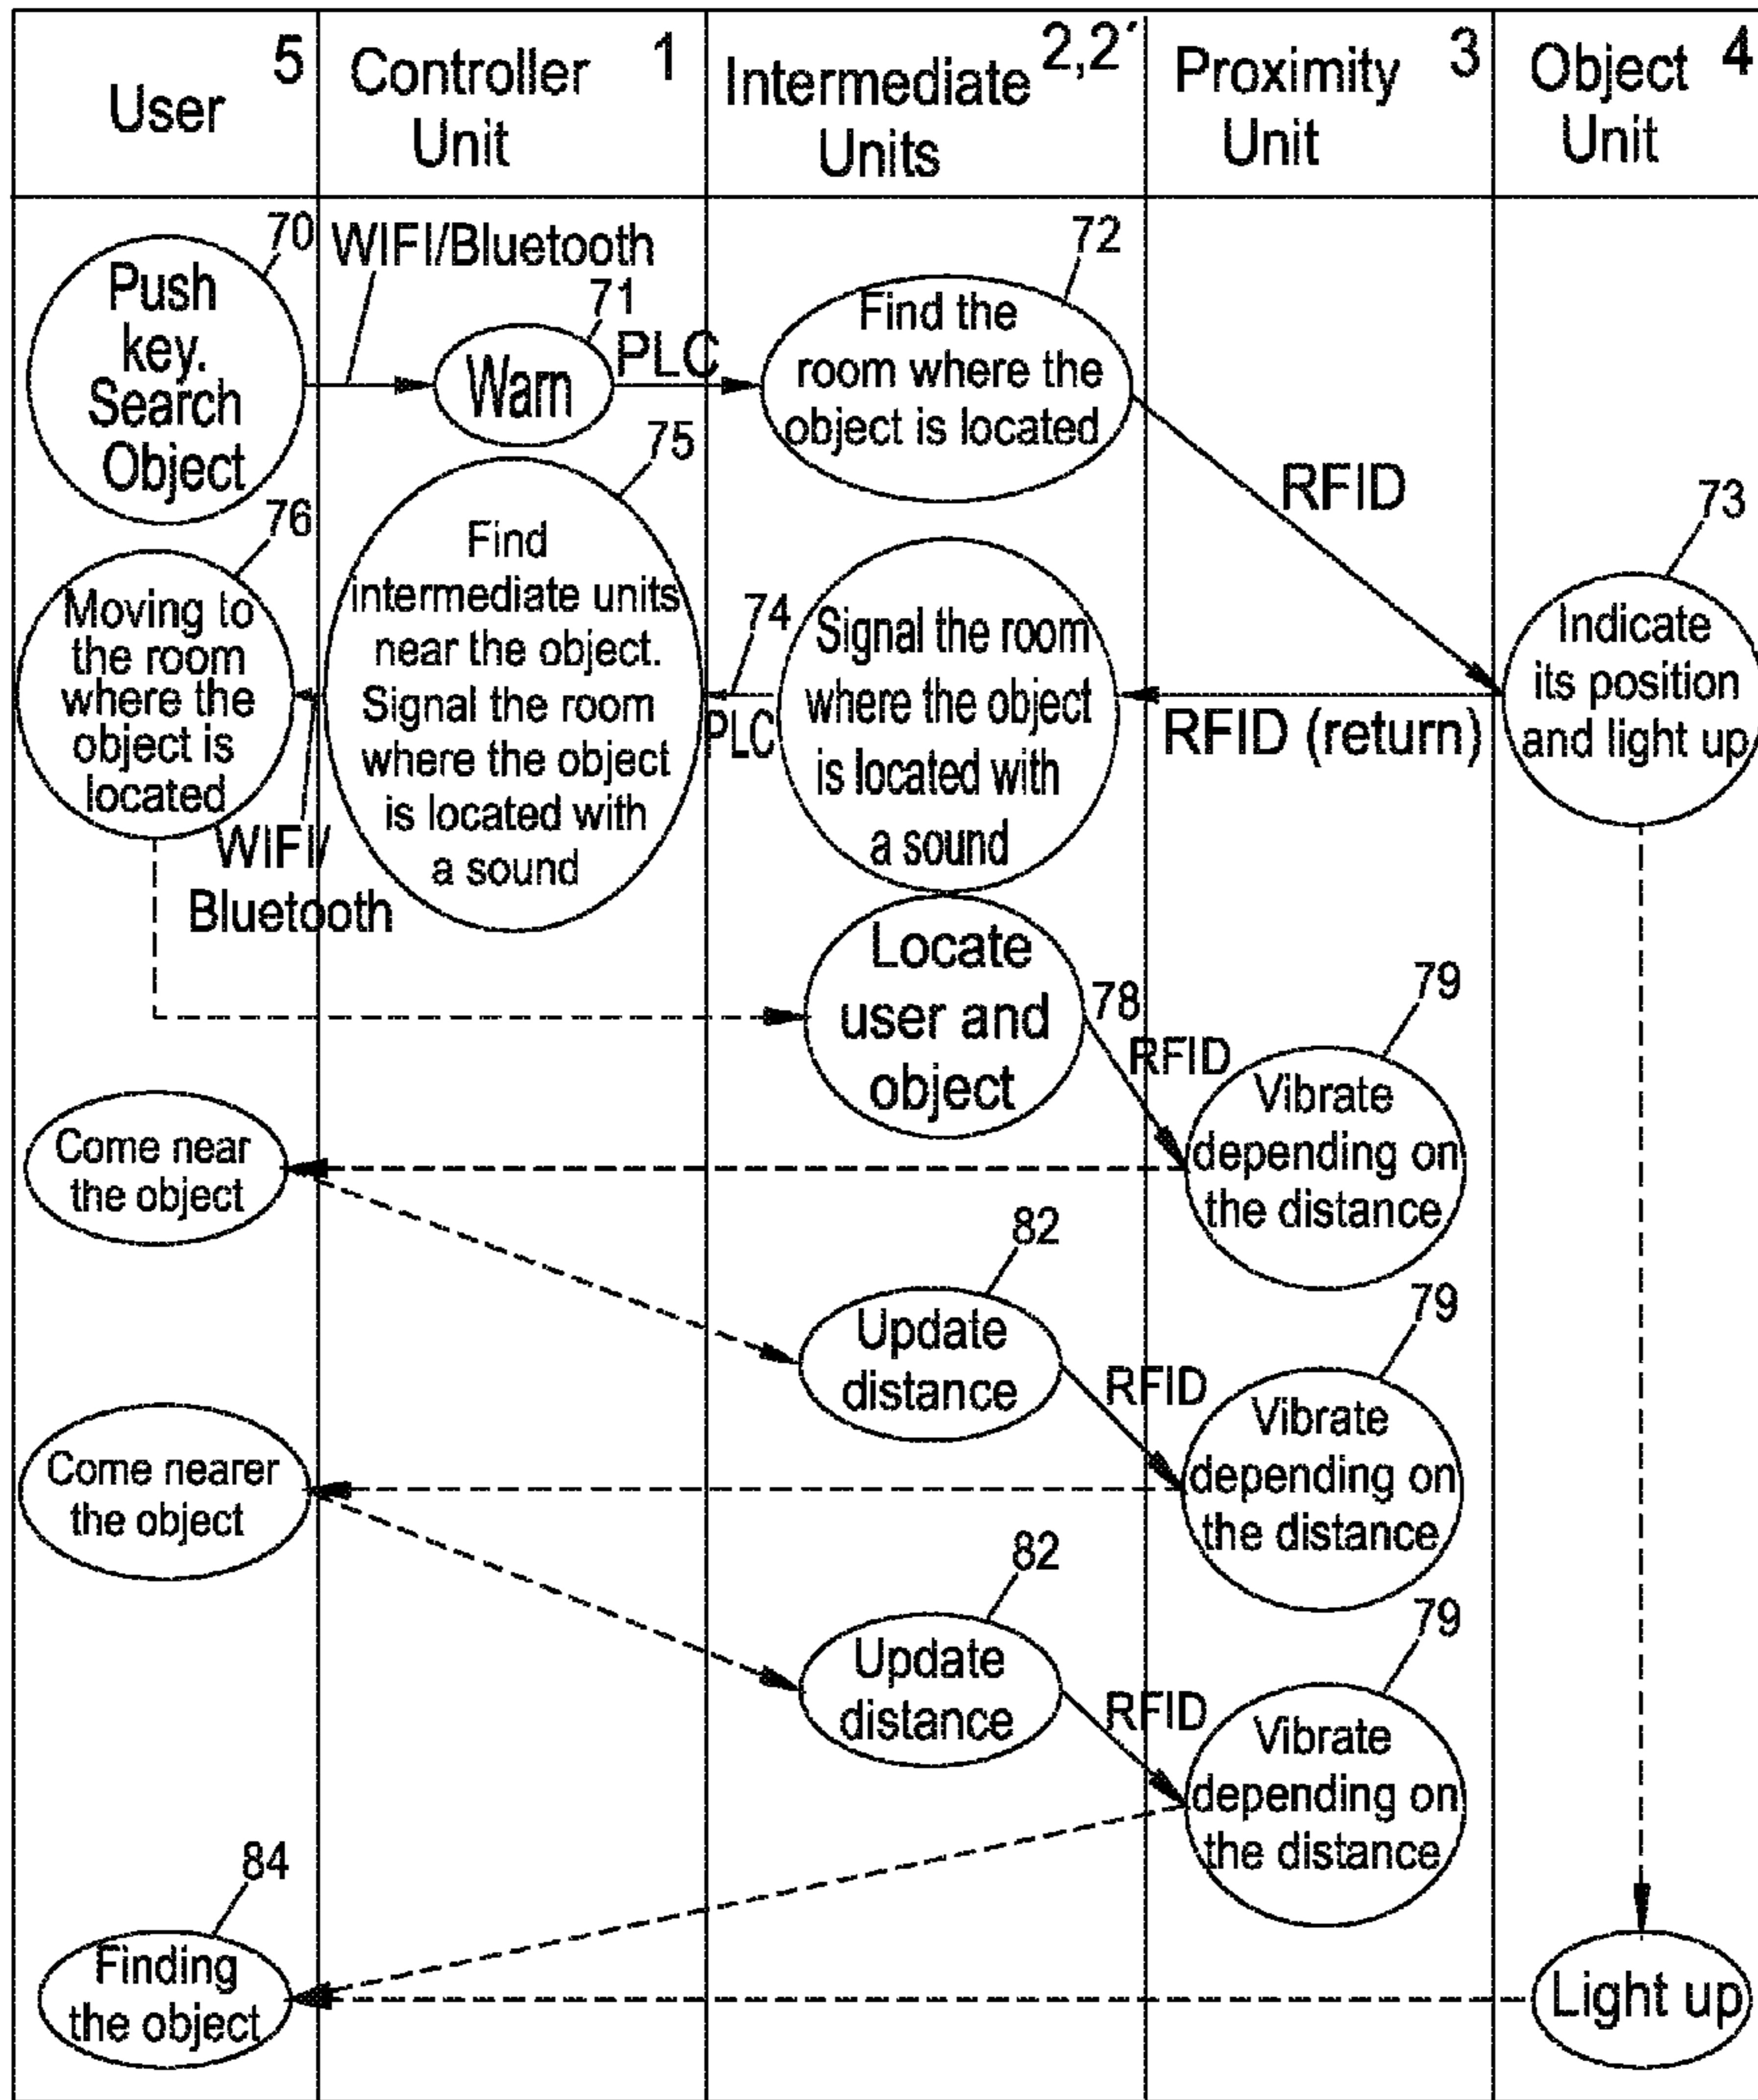 User 5
Controller 1
Unit
Intermediate 2,2´
Units
Proximity 3
Unit
Object 4
Unit
70
Push
key.
Search
Object
WIFI/Bluetooth
71
Warn
PLC
72
Find the
room where the
object is located
RFID
73
Indicate
its position
and light up
RFID (return)
Signal the room
where the object
is located with
a sound
74
PLC
75
Find
intermediate units
near the object.
Signal the room
where the object
is located with
a sound
WIFI/
Bluetooth
76
Moving to
the room
where the
object is
located
Locate
user and
object
78
RFID
79
Vibrate
depending on
the distance
Come near
the object
82
Update
distance
RFID
79
Vibrate
depending on
the distance
Come nearer
the object
82
Update
distance
RFID
79
Vibrate
depending on
the distance
84
Finding
the object
Light up